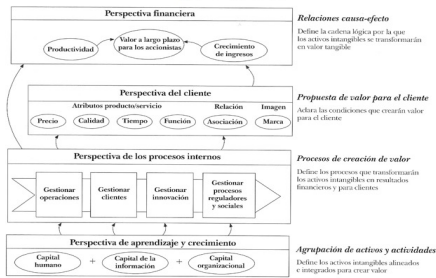 Perspectiva financiera
Productividad
Valor a largo plazo
para los accionistas
Crecimiento
de ingresos
Relaciones causa-efecto
Define la cadena lógica por la que
los activos intangibles se transformarán
en valor tangible
Perspectiva del cliente
Atributos producto/servicio
Relación
Imagen
Precio
Calidad
Tiempo
Función
Asociación
Marca
Propuesta de valor para el cliente
Aclara las condiciones que crearán valor
para el cliente
Perspectiva de los procesos internos
Gestionar
operaciones
Gestionar
clientes
Gestionar
innovación
Gestionar
procesos
reguladores
y sociales
Procesos de creación de valor
Define los procesos que transformarán
los activos intangibles en resultados
financieros y para clientes
Perspectiva de aprendizaje y crecimiento
Capital
humano
+
Capital de la
información
+
Capital
organizacional
Agrupación de activos y actividades
Define los activos intangibles alineados
e integrados para crear valor